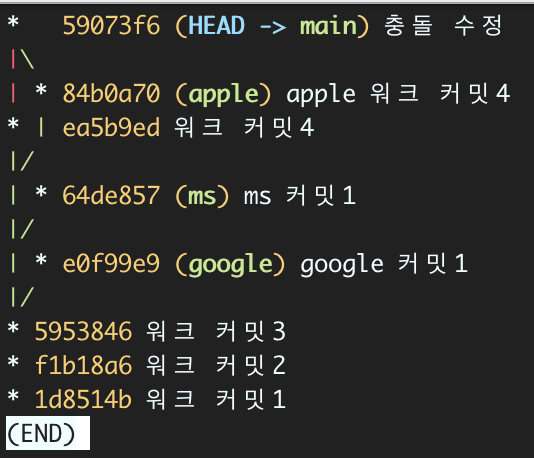 *   59073f6 (HEAD -> main) 충돌 수정
|\
| * 84b0a70 (apple) apple 워크 커밋4
* | ea5b9ed 워크 커밋4
|/
| * 64de857 (ms) ms 커밋1
|/
| * e0f99e9 (google) google 커밋1
|/
* 5953846 워크 커밋3
* f1b18a6 워크 커밋2
* 1d8514b 워크 커밋1
(END)